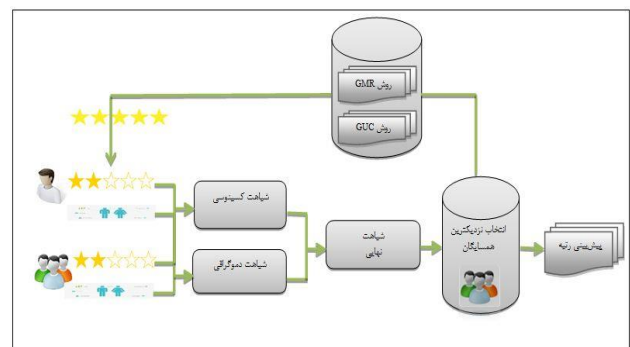 روش GMR
روش GUC
شباهت کسینوسی
شباهت دموگرافی
شباهت
نهایی
انتخاب نزدیکترین
همسایگان
پیش‌بینی رتبه